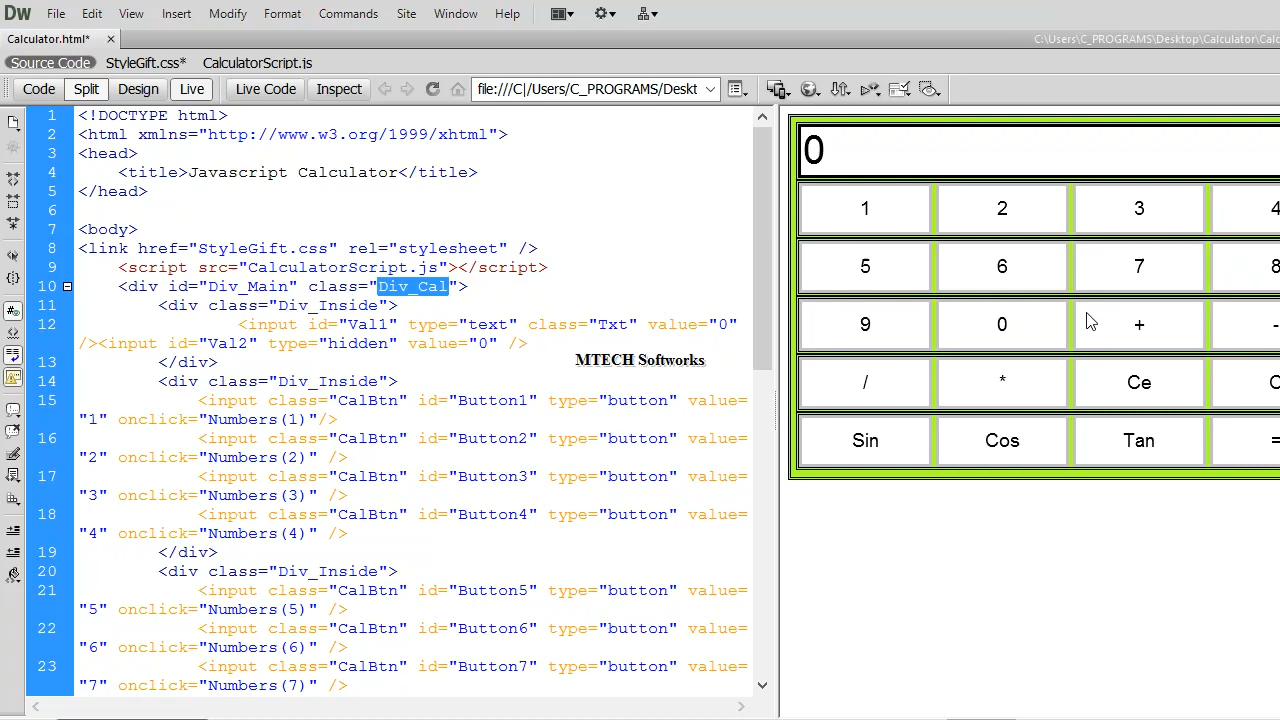 Dw File Edit View Insert Modify Format Commands Site Window Help
Calculator.html* × C:\Users\C_PROGRAMS\Desktop\Calculator\Calc
Source Code StyleGift.css* CalculatorScript.js
Code Split Design Live Live Code Inspect file:///C|/Users/C_PROGRAMS/Deskt
1 <!DOCTYPE html>
2 <html xmlns="http://www.w3.org/1999/xhtml">
3 <head>
4 <title>Javascript Calculator</title>
5 </head>
6
7 <body>
8 <link href="StyleGift.css" rel="stylesheet" />
9 <script src="CalculatorScript.js"></script>
10 <div id="Div_Main" class="Div_Cal">
11 <div class="Div_Inside">
12 <input id="Val1" type="text" class="Txt" value="0"
/><input id="Val2" type="hidden" value="0" />
MTECH Softworks
13 </div>
14 <div class="Div_Inside">
15 <input class="CalBtn" id="Button1" type="button" value=
"1" onclick="Numbers(1)"/>
16 <input class="CalBtn" id="Button2" type="button" value=
"2" onclick="Numbers(2)" />
17 <input class="CalBtn" id="Button3" type="button" value=
"3" onclick="Numbers(3)" />
18 <input class="CalBtn" id="Button4" type="button" value=
"4" onclick="Numbers(4)" />
19 </div>
20 <div class="Div_Inside">
21 <input class="CalBtn" id="Button5" type="button" value=
"5" onclick="Numbers(5)" />
22 <input class="CalBtn" id="Button6" type="button" value=
"6" onclick="Numbers(6)" />
23 <input class="CalBtn" id="Button7" type="button" value=
"7" onclick="Numbers(7)" />
0
1 2 3 4
5 6 7 8
9 0 + -
/ * Ce C
Sin Cos Tan =